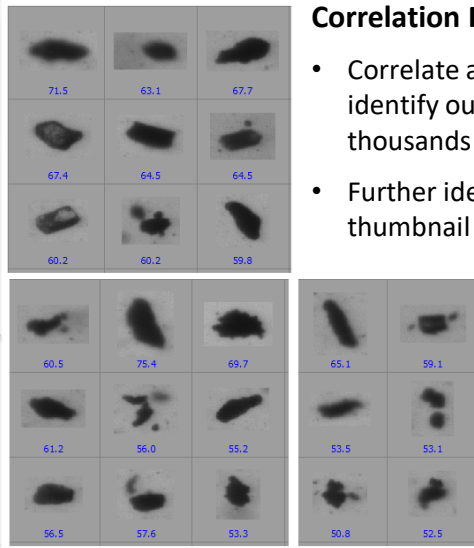 Correlation
• Correlate a
identify ou
thousands
• Further ide
thumbnail
71.5 63.1 67.7
67.4 64.5 64.5
60.2 60.2 59.8
60.5 75.4 69.7
61.2 56.0 55.2
56.5 57.6 53.3
65.1 59.1
53.5 53.1
50.8 52.5